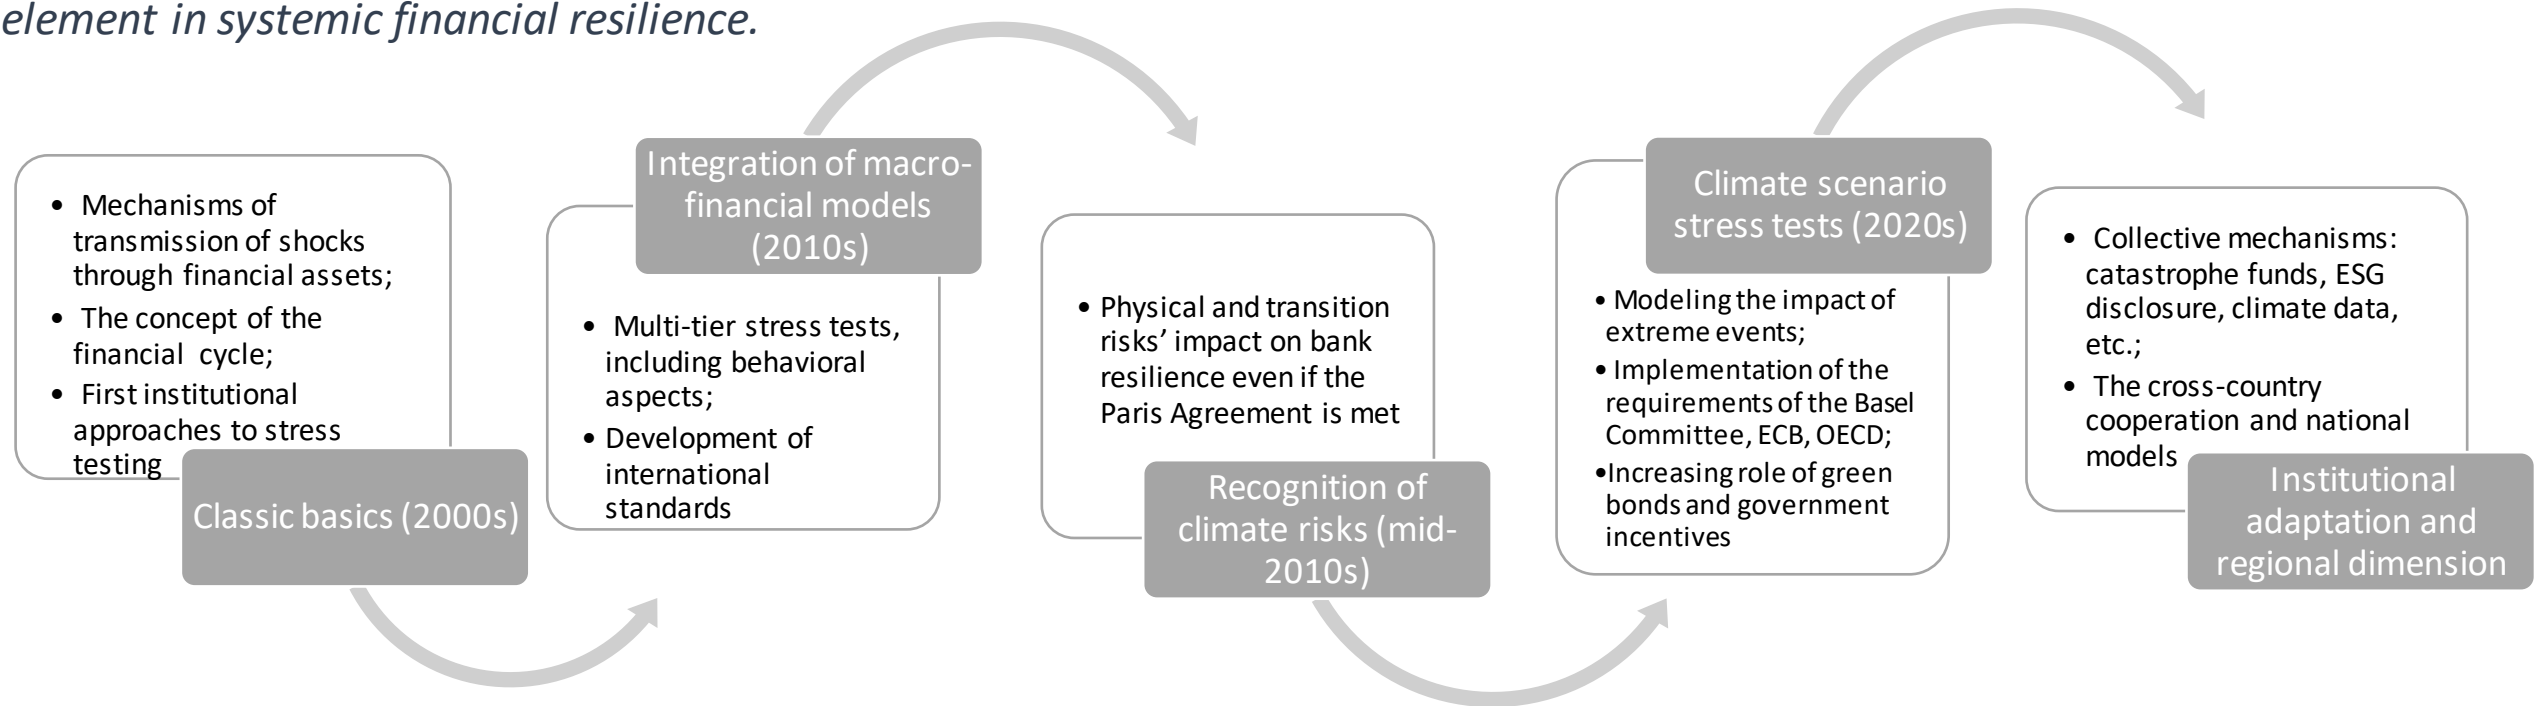 element in systemic financial resilience.
• Mechanisms of
transmission of shocks
through financial assets;
• The concept of the
financial cycle;
• First institutional
approaches to stress
testing
Classic basics (2000s)
Integration of macro-
financial models
(2010s)
• Multi-tier stress tests,
including behavioral
aspects;
• Development of
international
standards
• Physical and transition
risks’ impact on bank
resilience even if the
Paris Agreement is met
Recognition of
climate risks (mid-
2010s)
Climate scenario
stress tests (2020s)
• Modeling the impact of
extreme events;
• Implementation of the
requirements of the Basel
Committee, ECB, OECD;
•Increasing role of green
bonds and government
incentives
• Collective mechanisms:
catastrophe funds, ESG
disclosure, climate data,
etc.;
• The cross-country
cooperation and national
models
Institutional
adaptation and
regional dimension